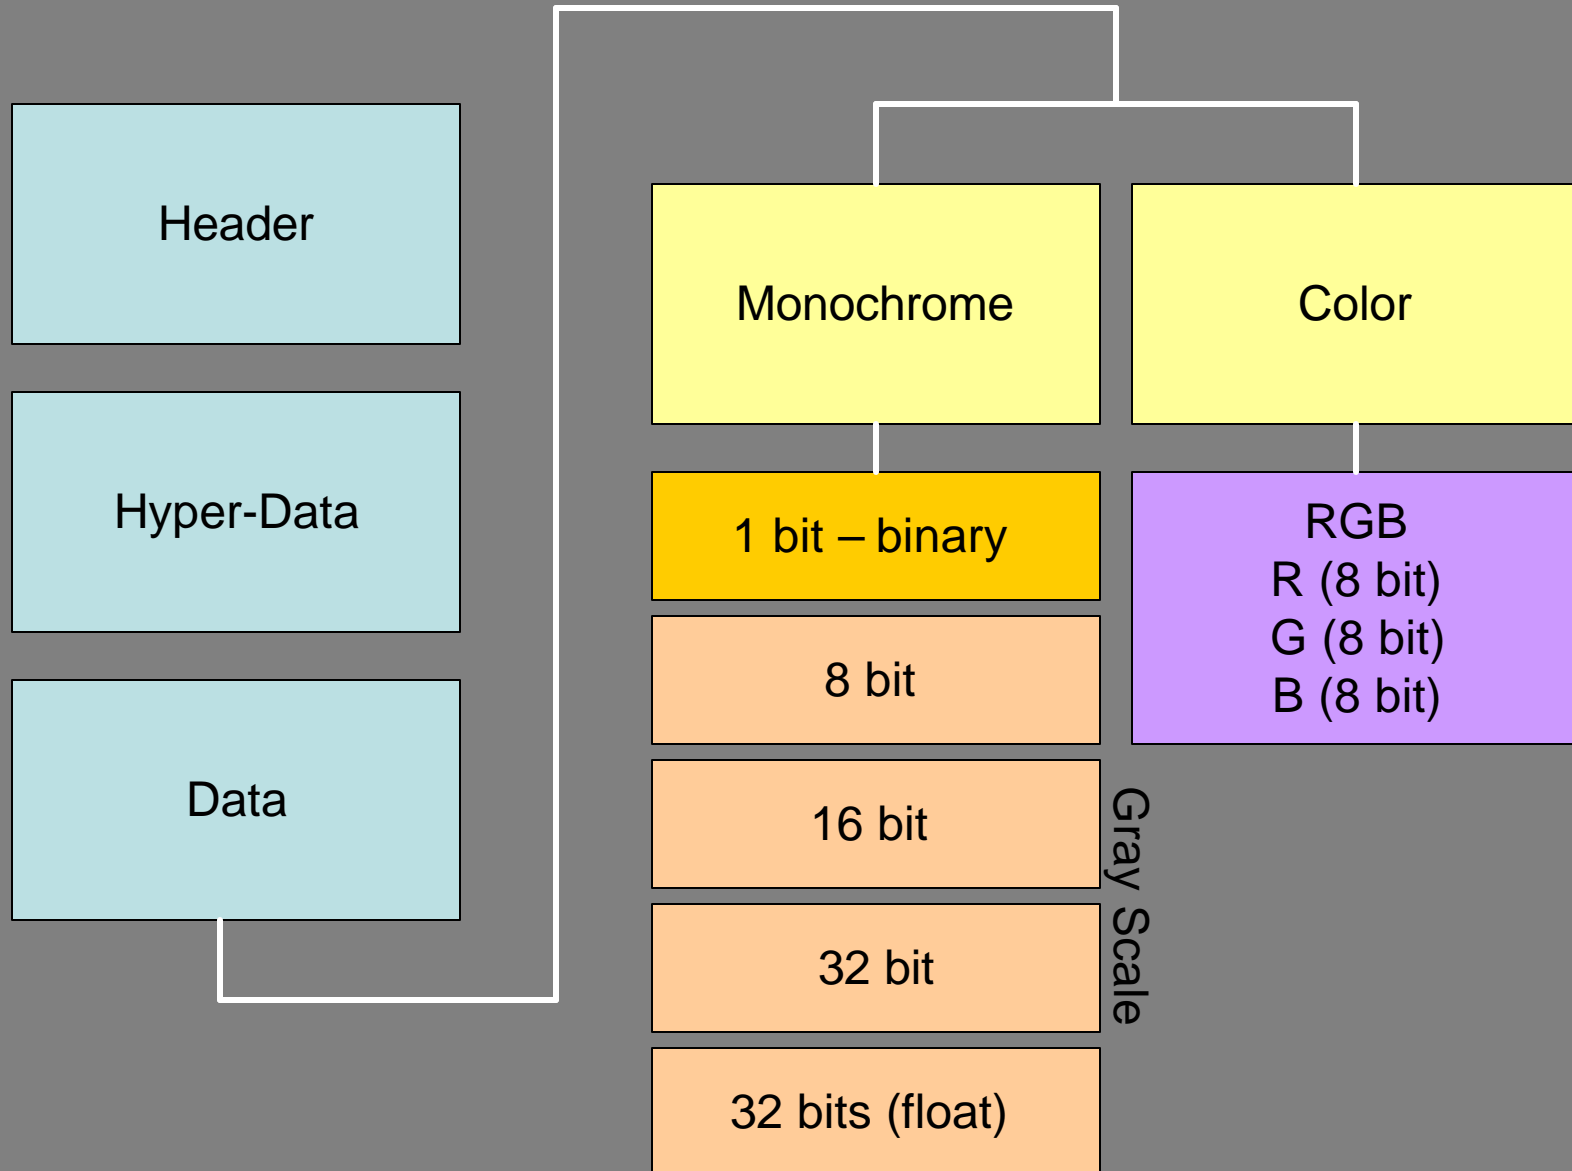 Header
Hyper-Data
Data
Monochrome
Color
1 bit – binary
8 bit
16 bit
32 bit
32 bits (float)
Gray Scale
RGB
R (8 bit)
G (8 bit)
B (8 bit)